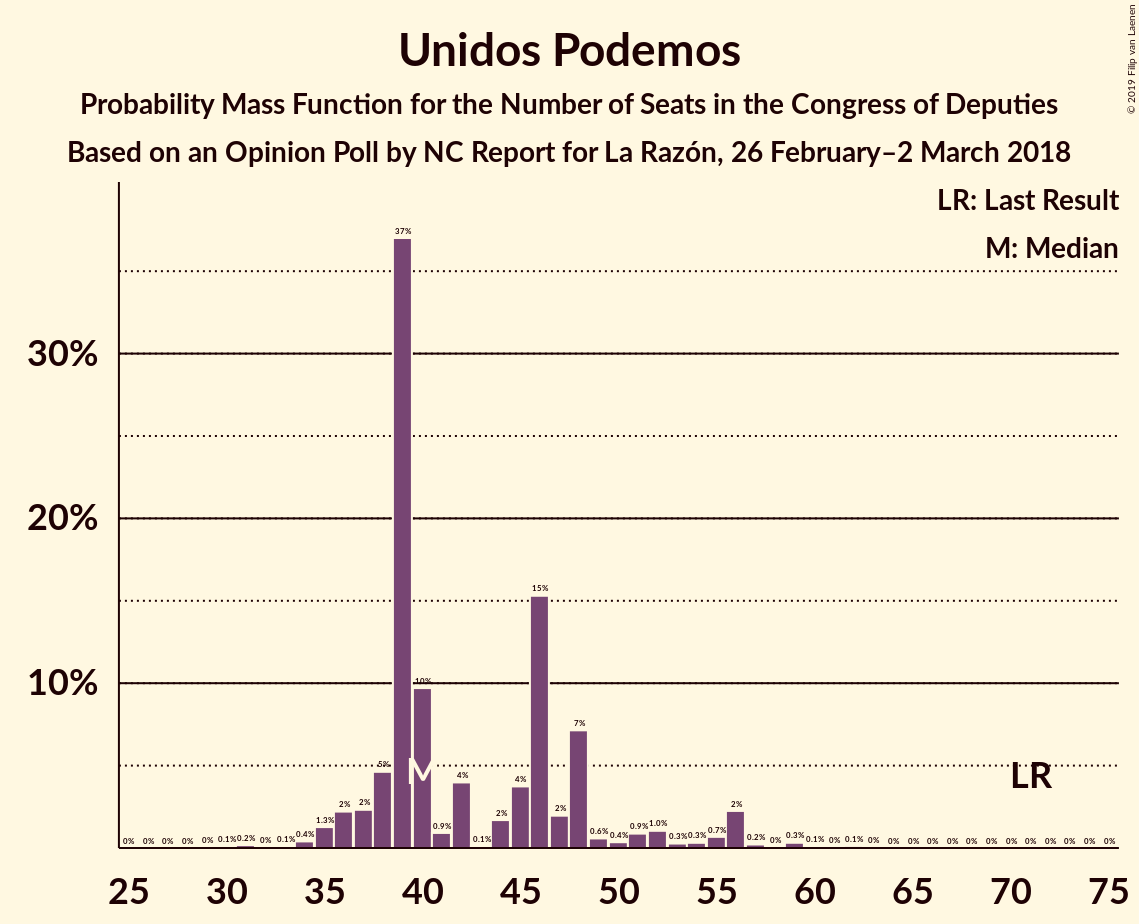 Unidos Podemos
Probability Mass Function for the Number of Seats in the Congress of Deputies
Based on an Opinion Poll by NC Report for La Razón, 26 February–2 March 2018
© 2019 Filip van Laenen
LR: Last Result
M: Median
30%
20%
10%
0% 0% 0% 0% 0% 0.1% 0.2% 0% 0.1% 0.4% 1.3% 2% 2% 5% 37% 10% 0.9% 4% 0.1% 2% 4% 15% 2% 7% 0.6% 0.4% 0.9% 1.0% 0.3% 0.3% 0.7% 2% 0.2% 0% 0.3% 0.1% 0% 0.1% 0% 0% 0% 0% 0% 0% 0% 0% 0% 0% 0% 0% 0%
M
LR
25 30 35 40 45 50 55 60 65 70 75